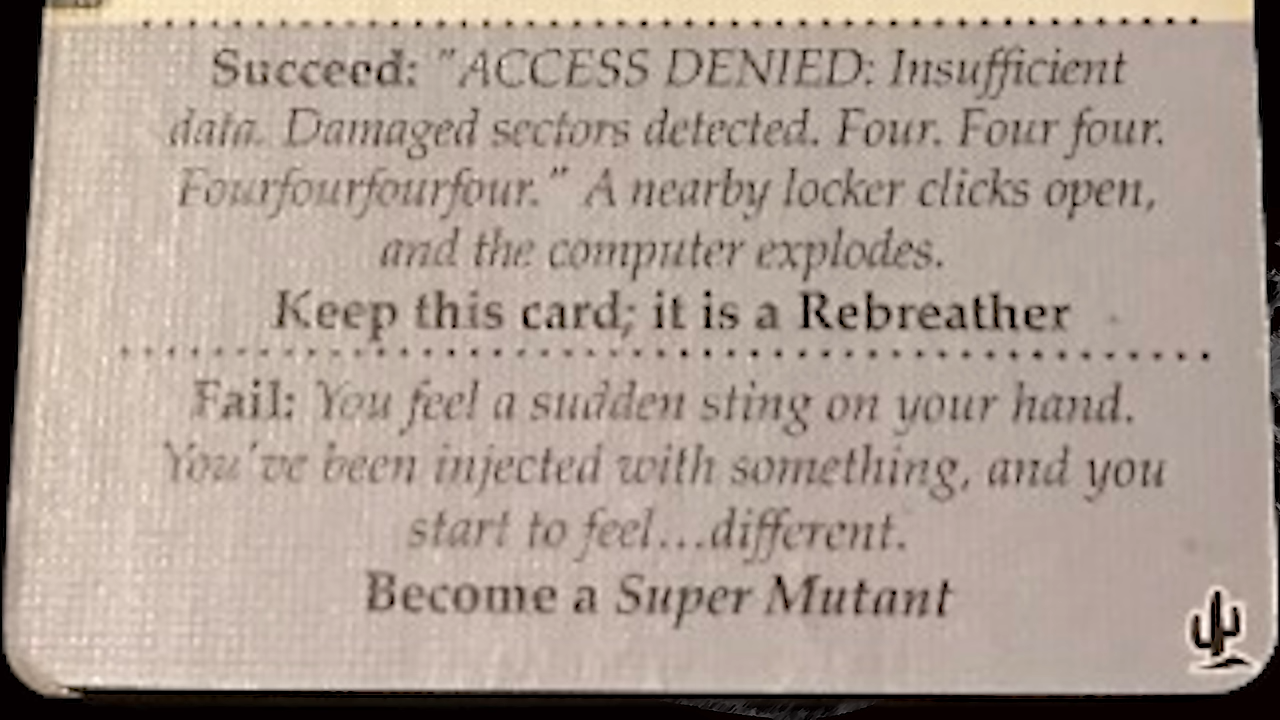 Succeed: "ACCESS DENIED: Insufficient
data. Damaged sectors detected. Four. Four four.
Fourfourfourfour." A nearby locker clicks open,
and the computer explodes.
Keep this card; it is a Rebreather
Fail: You feel a sudden sting on your hand.
You've been injected with something, and you
start to feel...different.
Become a Super Mutant